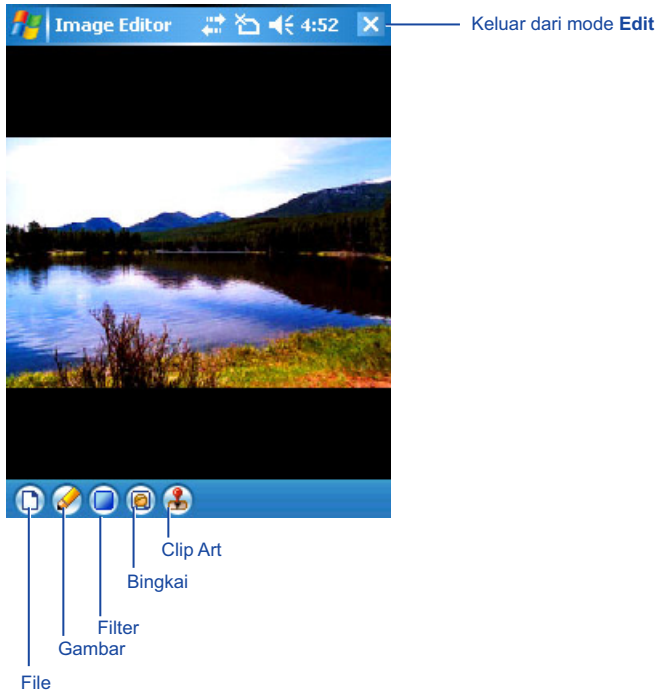 Image Editor 4:52
Keluar dari mode Edit
Clip Art
Bingkai
Filter
Gambar
File